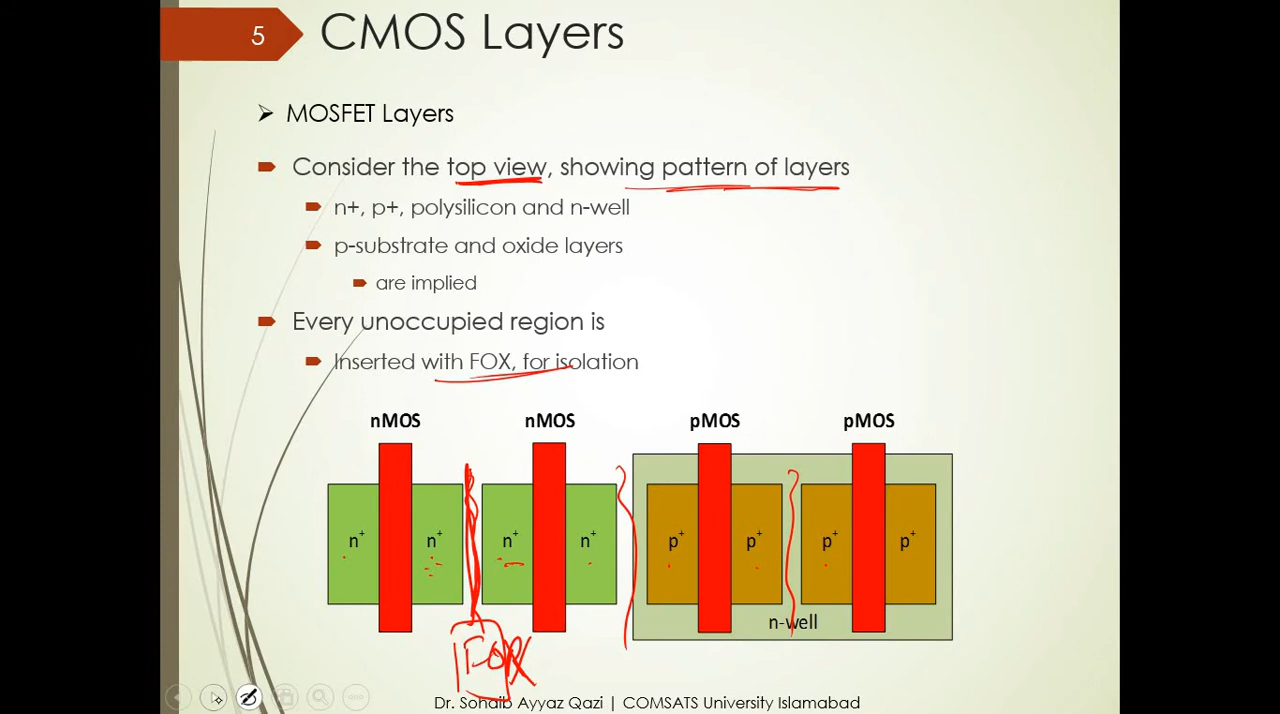 5
CMOS Layers
MOSFET Layers
Consider the top view, showing pattern of layers
n+, p+, polysilicon and n-well
p-substrate and oxide layers
are implied
Every unoccupied region is
Inserted with FOX, for isolation
nMOS nMOS pMOS pMOS
n+ n+ n+ n+ p+ p+ p+ p+
n-well
FOX
Dr. Sohaib Ayyaz Qazi | COMSATS University Islamabad